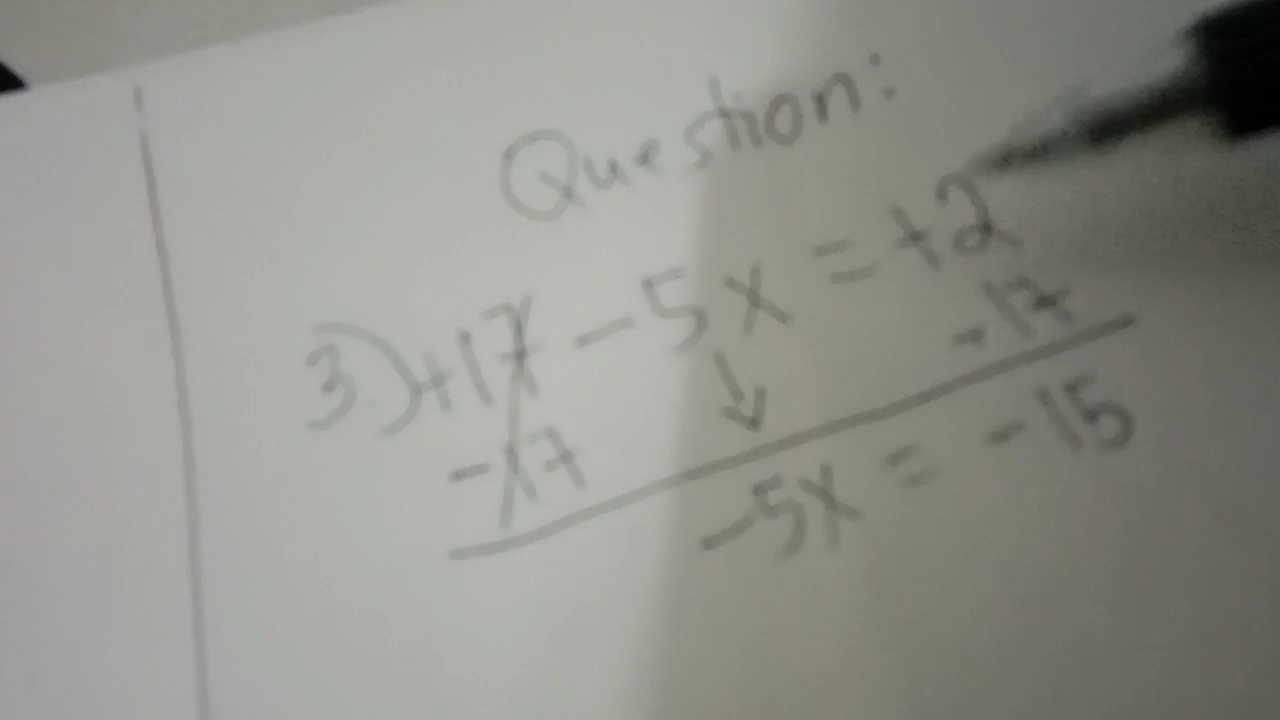 Question:
3.) +17 - 5x = +2
-17 -17
-5x = -15